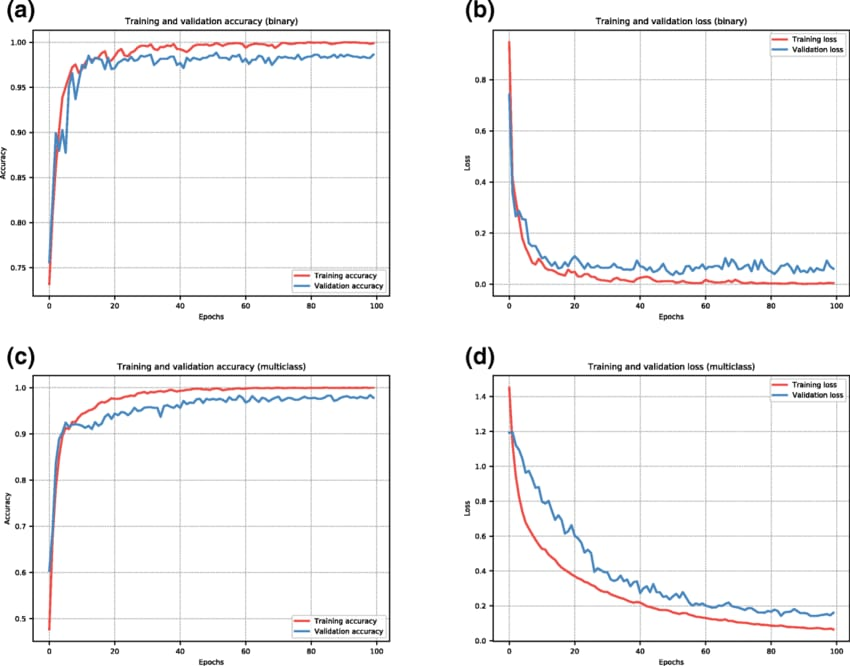 (a)
Training and validation accuracy (binary)
1.00
0.95
0.90
0.85
0.80
0.75
Accuracy
Training accuracy
Validation accuracy
0 20 40 60 80 100
Epochs
(b)
Training and validation loss (binary)
Training loss
Validation loss
0.8
0.6
0.4
0.2
0.0
Loss
0 20 40 60 80 100
Epochs
(c)
Training and validation accuracy (multiclass)
1.0
0.9
0.8
0.7
0.6
0.5
Accuracy
Training accuracy
Validation accuracy
0 20 40 60 80 100
Epochs
(d)
Training and validation loss (multiclass)
Training loss
Validation loss
1.4
1.2
1.0
0.8
0.6
0.4
0.2
0.0
Loss
0 20 40 60 80 100
Epochs